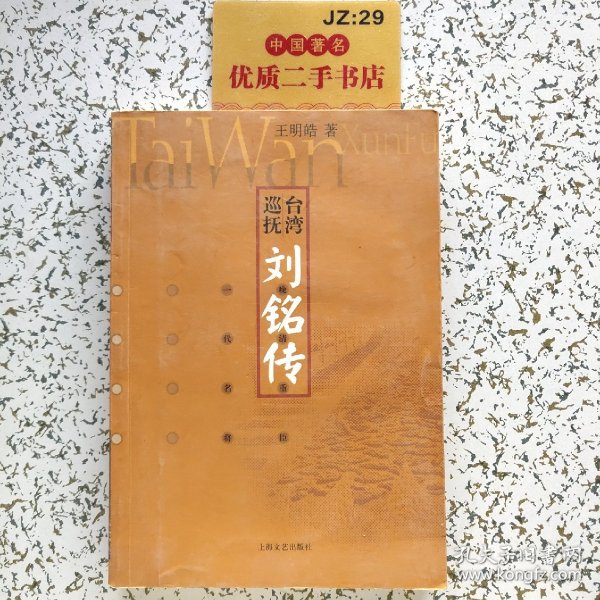 JZ:29
中国著名
优质二手书店
TaiWan
Xunfu
王明皓 著
台湾
巡抚
刘铭传
晚清重臣
一代名将
上海文艺出版社
孔夫子旧书网
www.kongfz.com